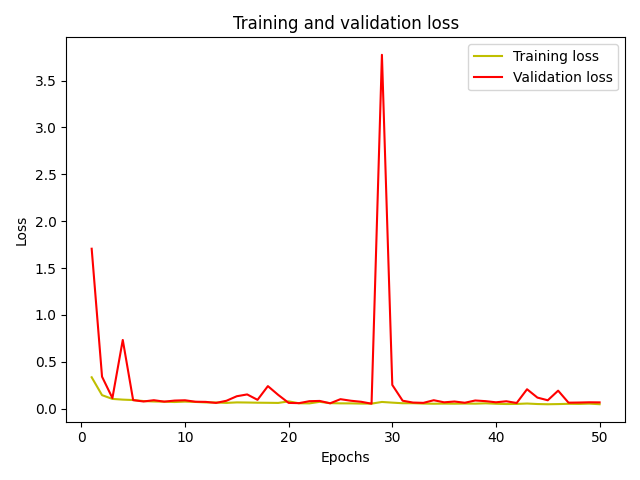 Training and validation loss
Training loss
Validation loss
Loss
3.5
3.0
2.5
2.0
1.5
1.0
0.5
0.0
0 10 20 30 40 50
Epochs